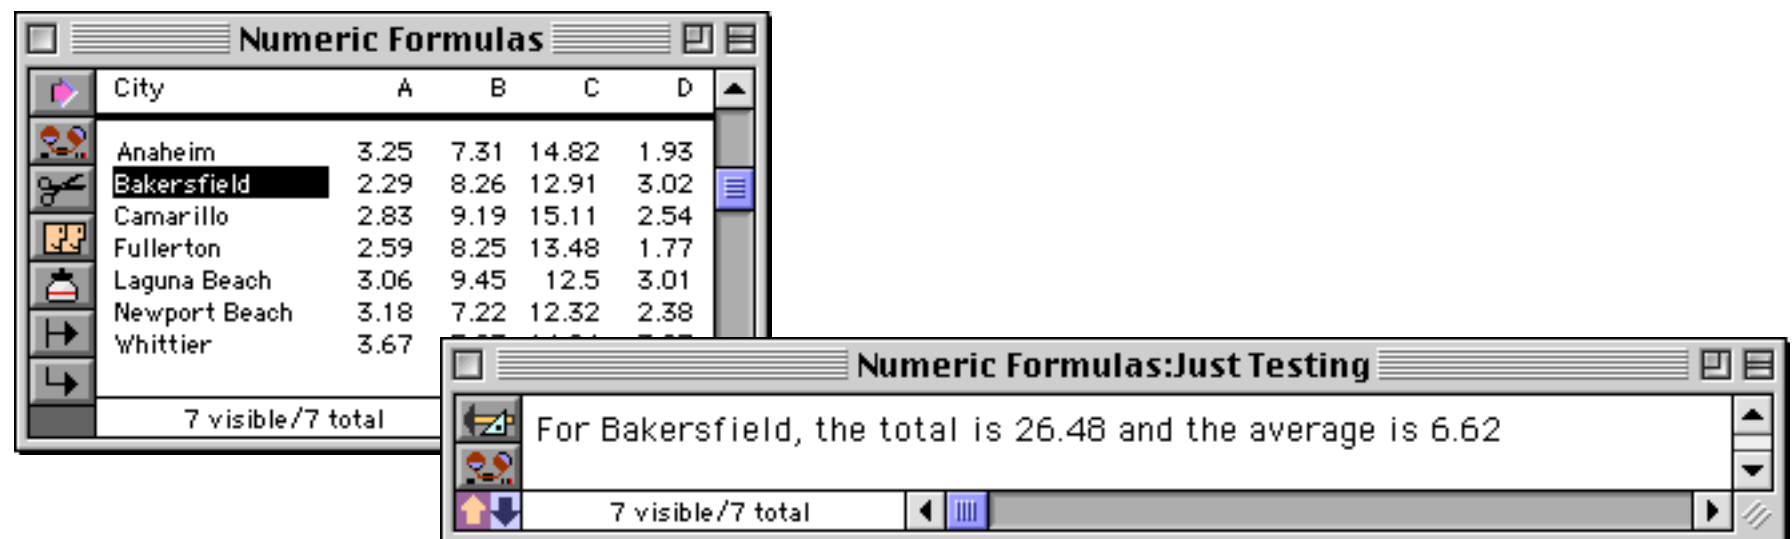 Numeric Formulas
City A B C D
Anaheim 3.25 7.31 14.82 1.93
Bakersfield 2.29 8.26 12.91 3.02
Camarillo 2.83 9.19 15.11 2.54
Fullerton 2.59 8.25 13.48 1.77
Laguna Beach 3.06 9.45 12.5 3.01
Newport Beach 3.18 7.22 12.32 2.38
Whittier 3.67
7 visible/7 total
Numeric Formulas:Just Testing
For Bakersfield, the total is 26.48 and the average is 6.62
7 visible/7 total